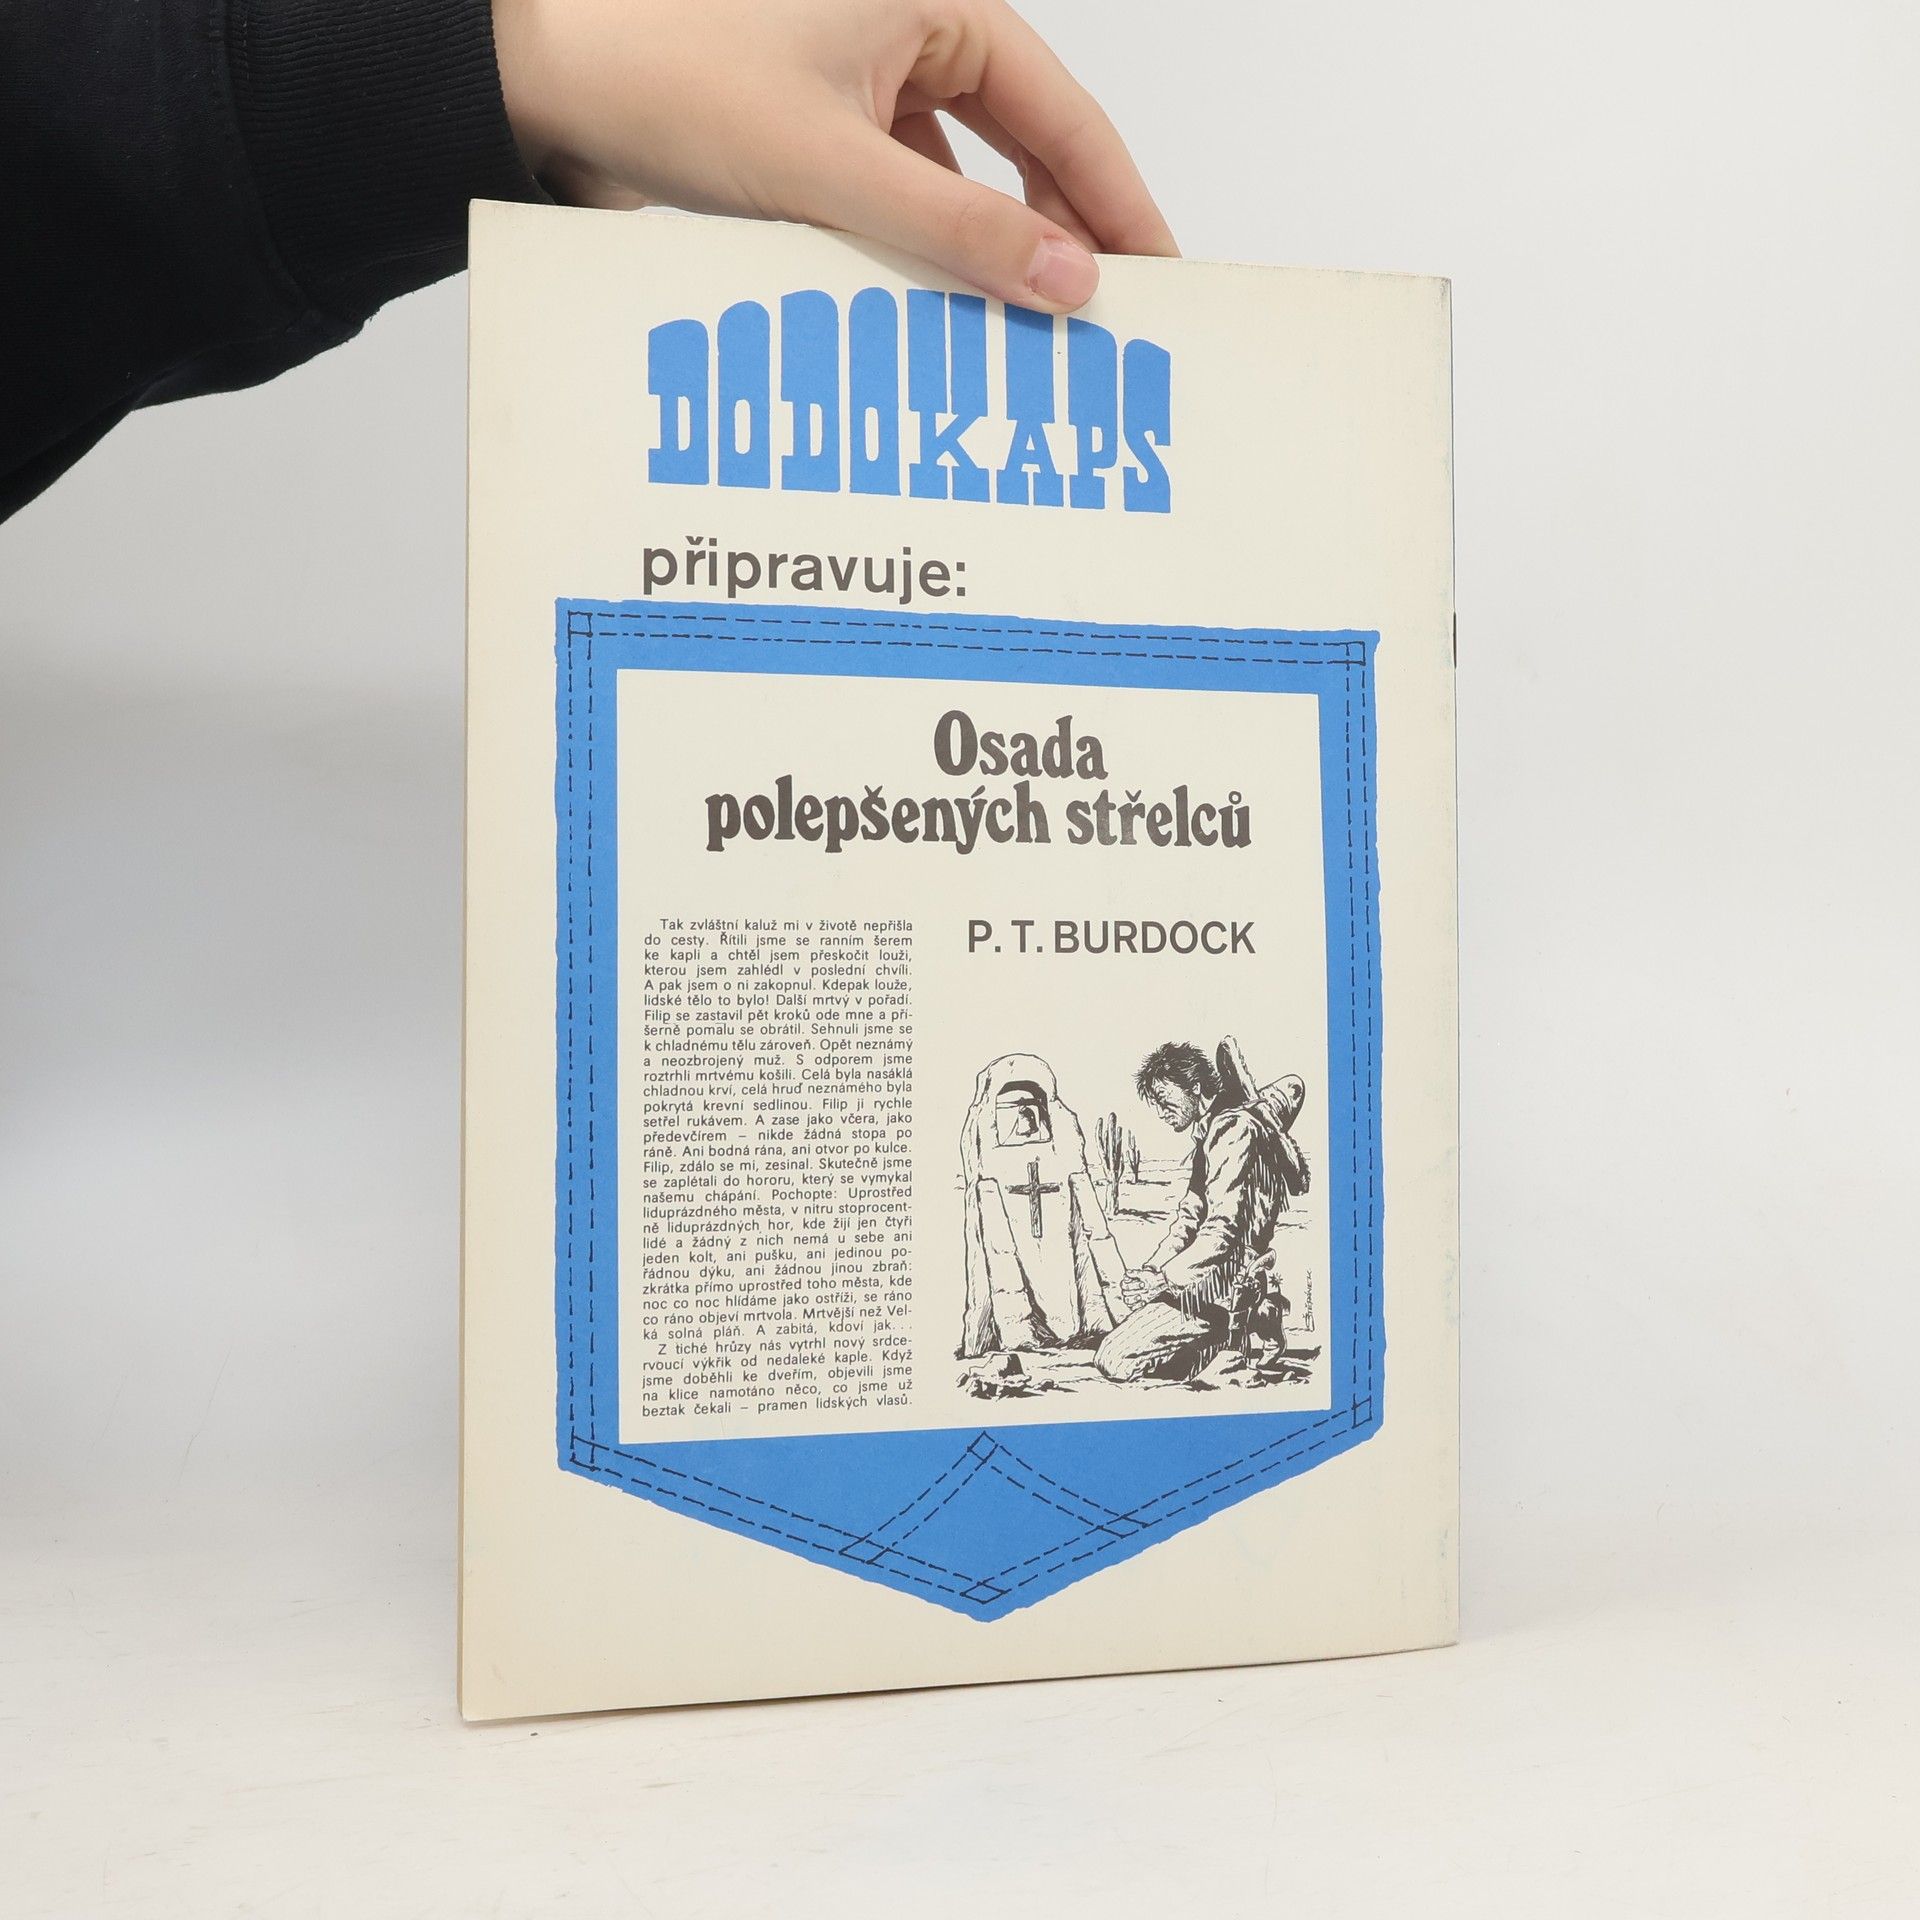 DODOKAPS
připravuje:
Osada
polepšených střelců
P. T. BURDOCK
Tak zvláštní kaluž mi v životě nepřišla
do cesty. Řítili jsme se ranním šerem
ke kapli a chtěl jsem přeskočit louži,
kterou jsem zahlédl v poslední chvíli.
A pak jsem o ni zakopnul. Kdepak louže,
lidské tělo to bylo! Další mrtvý v pořadí.
Filip se zastavil pět kroků ode mne a pří-
šerně pomalu se obrátil. Sehnuli jsme se
k chladnému tělu zároveň. Opět neznámý
a neozbrojený muž. S odporem jsme
roztrhli mrtvému košili. Celá byla nasáklá
chladnou krví, celá hruď neznámého byla
pokrytá krevní sedlinou. Filip ji rychle
setřel rukávem. A zase jako včera, jako
předevčírem – nikde žádná stopa po
ráně. Ani bodná rána, ani otvor po kulce.
Filip, zdálo se mi, zesinal. Skutečně jsme
se zaplétali do hororu, který se vymykal
našemu chápání. Pochopte: Uprostřed
liduprázdného města, v nitru stoprocent-
ně liduprázdných hor, kde žijí jen čtyři
lidé a žádný z nich nemá u sebe ani
jeden kolt, ani pušku, ani jedinou po-
řádnou dýku, ani žádnou jinou zbraň:
zkrátka přímo uprostřed toho města, kde
noc co noc hlídáme jako ostříži, se ráno
co ráno objeví mrtvola. Mrtvější než Vel-
ká solná pláň. A zabitá, kdoví jak...
Z tiché hrůzy nás vytrhl nový srdce-
rvoucí výkřik od nedaleké kaple. Když
jsme doběhli ke dveřím, objevili jsme
na klice namotáno něco, co jsme už
beztak čekali – pramen lidských vlasů.
ŠTĚPÁNEK